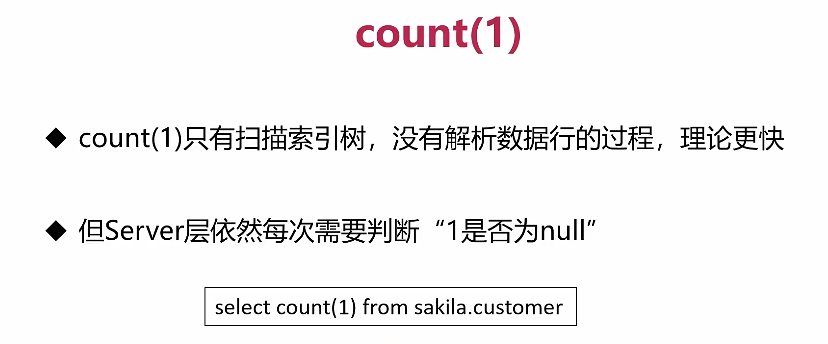 count(1)
◆ count(1)只有扫描索引树，没有解析数据行的过程，理论更快
◆ 但Server层依然每次需要判断“1是否为null”
select count(1) from sakila.customer